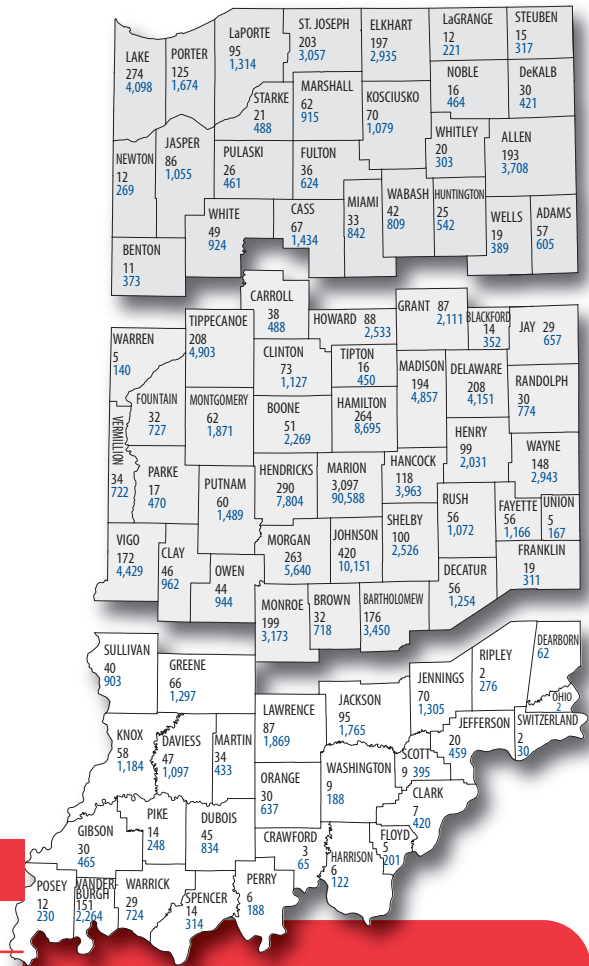 LAKE
274
4,098
PORTER
125
1,674
LaPORTE
95
1,314
ST. JOSEPH
203
3,057
ELKHART
197
2,935
LaGRANGE
12
221
STEUBEN
15
317
NOBLE
16
464
DeKALB
30
421
STARKE
21
488
MARSHALL
62
915
KOSCIUSKO
70
1,079
WHITLEY
20
303
ALLEN
193
3,708
NEWTON
12
269
JASPER
86
1,055
PULASKI
26
461
FULTON
36
624
MIAMI
33
842
WABASH
42
809
HUNTINGTON
25
542
WELLS
19
389
ADAMS
57
605
BENTON
11
373
WHITE
49
924
CASS
67
1,434
CARROLL
38
488
WARREN
5
140
TIPPECANOE
208
4,903
HOWARD 88
2,533
GRANT 87
2,111
BLACKFORD
14
352
JAY 29
657
CLINTON
73
1,127
TIPTON
16
450
MADISON
194
4,857
DELAWARE
208
4,151
RANDOLPH
30
774
FOUNTAIN
32
727
MONTGOMERY
62
1,871
BOONE
51
2,269
HAMILTON
264
8,695
HENRY
99
2,031
WAYNE
148
2,943
VERMILLION
34
722
PARKE
17
470
PUTNAM
60
1,489
HENDRICKS
290
7,804
MARION
3,097
90,588
HANCOCK
118
3,963
RUSH
56
1,072
FAYETTE
56
1,166
UNION
5
167
VIGO
172
4,429
CLAY
46
962
OWEN
44
944
MORGAN
263
5,640
JOHNSON
420
10,151
SHELBY
100
2,526
DECATUR
56
1,254
FRANKLIN
19
311
MONROE
199
3,173
BROWN
32
718
BARTHOLOMEW
176
3,450
SULLIVAN
40
903
GREENE
66
1,297
LAWRENCE
87
1,869
JACKSON
95
1,765
JENNINGS
70
1,305
RIPLEY
2
276
DEARBORN
62
OHIO
2
JEFFERSON
20
459
SWITZERLAND
2
30
KNOX
58
1,184
DAVIESS
47
1,097
MARTIN
34
433
ORANGE
30
637
WASHINGTON
9
188
SCOTT
9 395
CLARK
7
420
GIBSON
30
465
PIKE
14
248
DUBOIS
45
834
CRAWFORD
3
65
HARRISON
6
122
FLOYD
5
201
POSEY
12
230
VANDER-
BURGH
151
2,264
WARRICK
29
724
SPENCER
14
314
PERRY
6
188